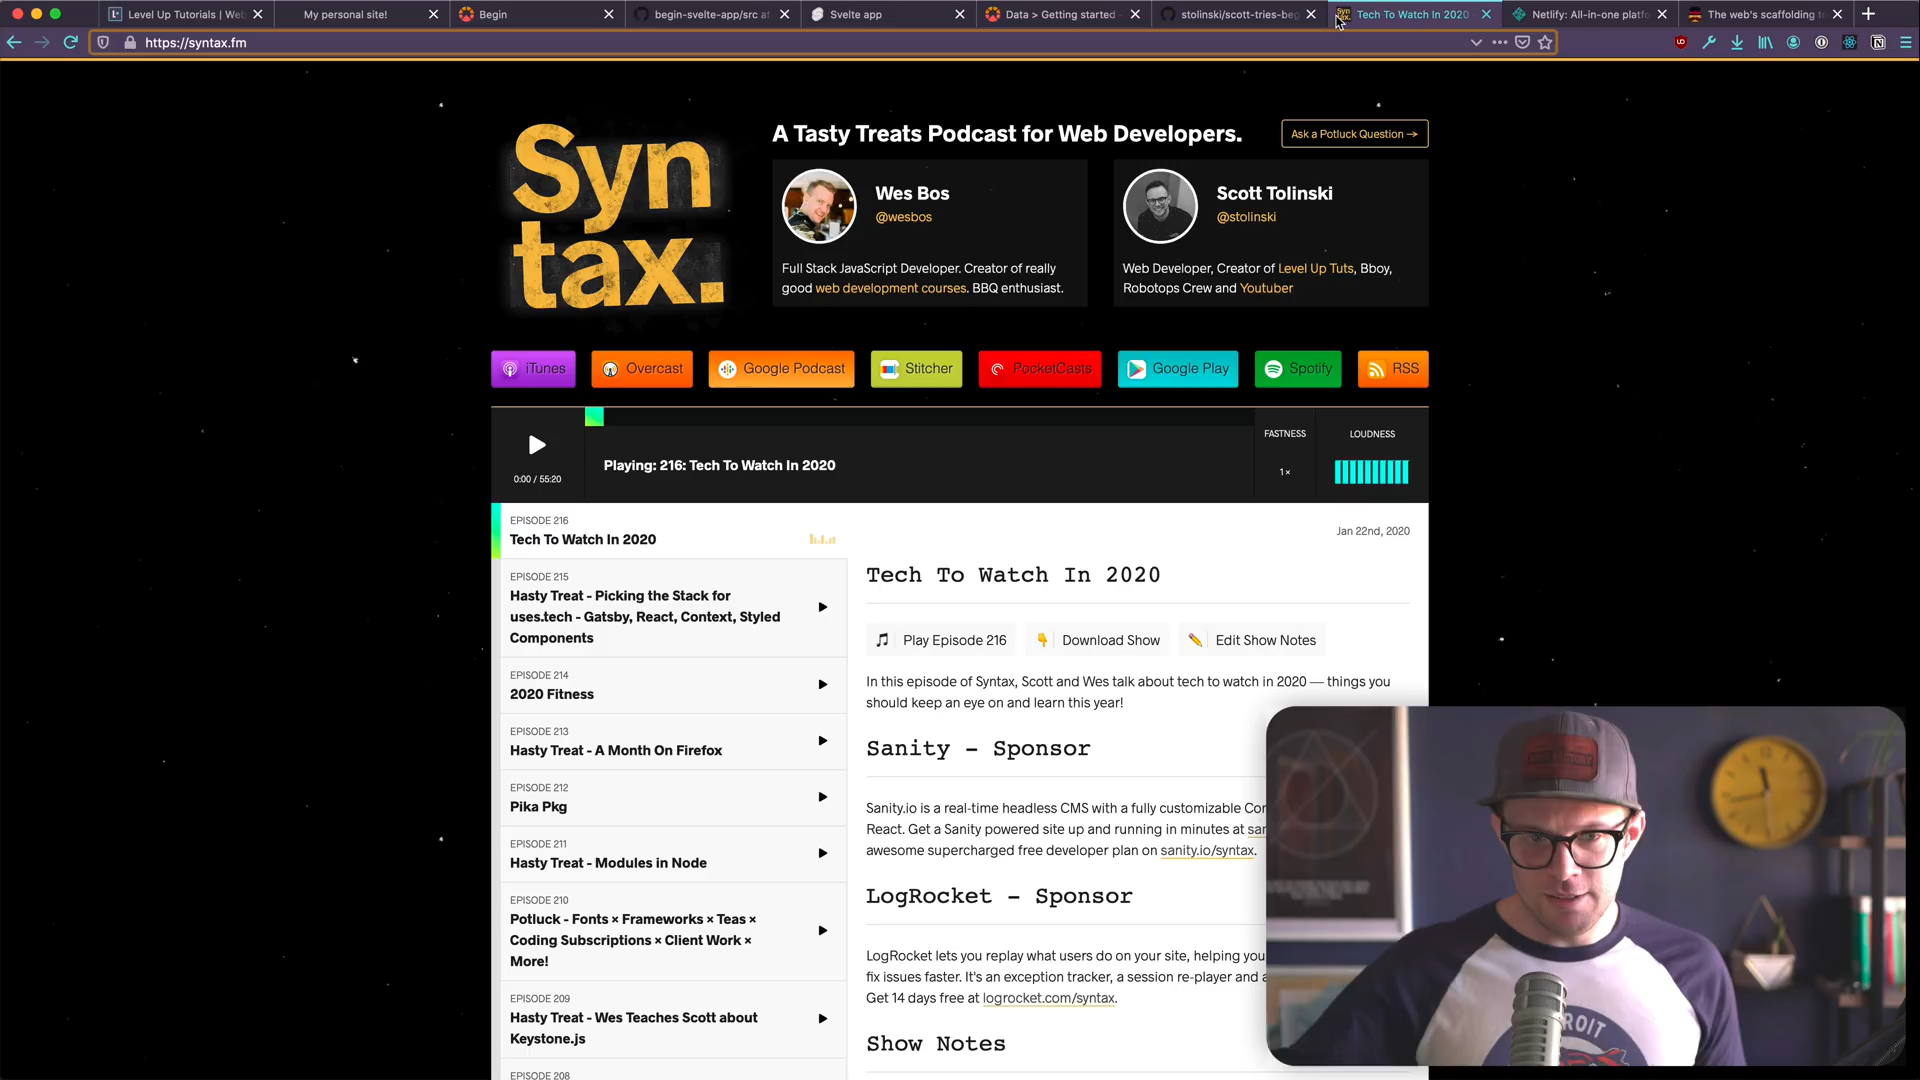 Level Up Tutorials | Web
My personal site!
Begin
begin-svelte-app/src at
Svelte app
Data > Getting started -
stolinski/scott-tries-beg
Tech To Watch In 2020
Netlify: All-in-one platfo
The web's scaffolding t
https://syntax.fm
Syn
tax.
A Tasty Treats Podcast for Web Developers.
Ask a Potluck Question →
Wes Bos
@wesbos
Full Stack JavaScript Developer. Creator of really
good web development courses. BBQ enthusiast.
Scott Tolinski
@stolinski
Web Developer, Creator of Level Up Tuts, Bboy,
Robotops Crew and Youtuber
iTunes
Overcast
Google Podcast
Stitcher
PocketCasts
Google Play
Spotify
RSS
0:00 / 55:20
Playing: 216: Tech To Watch In 2020
FASTNESS
1×
LOUDNESS
EPISODE 216
Tech To Watch In 2020
EPISODE 215
Hasty Treat - Picking the Stack for
uses.tech - Gatsby, React, Context, Styled
Components
EPISODE 214
2020 Fitness
EPISODE 213
Hasty Treat - A Month On Firefox
EPISODE 212
Pika Pkg
EPISODE 211
Hasty Treat - Modules in Node
EPISODE 210
Potluck - Fonts × Frameworks × Teas ×
Coding Subscriptions × Client Work ×
More!
EPISODE 209
Hasty Treat - Wes Teaches Scott about
Keystone.js
EPISODE 208
Jan 22nd, 2020
Tech To Watch In 2020
Play Episode 216
Download Show
Edit Show Notes
In this episode of Syntax, Scott and Wes talk about tech to watch in 2020 — things you
should keep an eye on and learn this year!
Sanity - Sponsor
Sanity.io is a real-time headless CMS with a fully customizable Con
React. Get a Sanity powered site up and running in minutes at san
awesome supercharged free developer plan on sanity.io/syntax.
LogRocket - Sponsor
LogRocket lets you replay what users do on your site, helping you
fix issues faster. It's an exception tracker, a session re-player and a
Get 14 days free at logrocket.com/syntax.
Show Notes